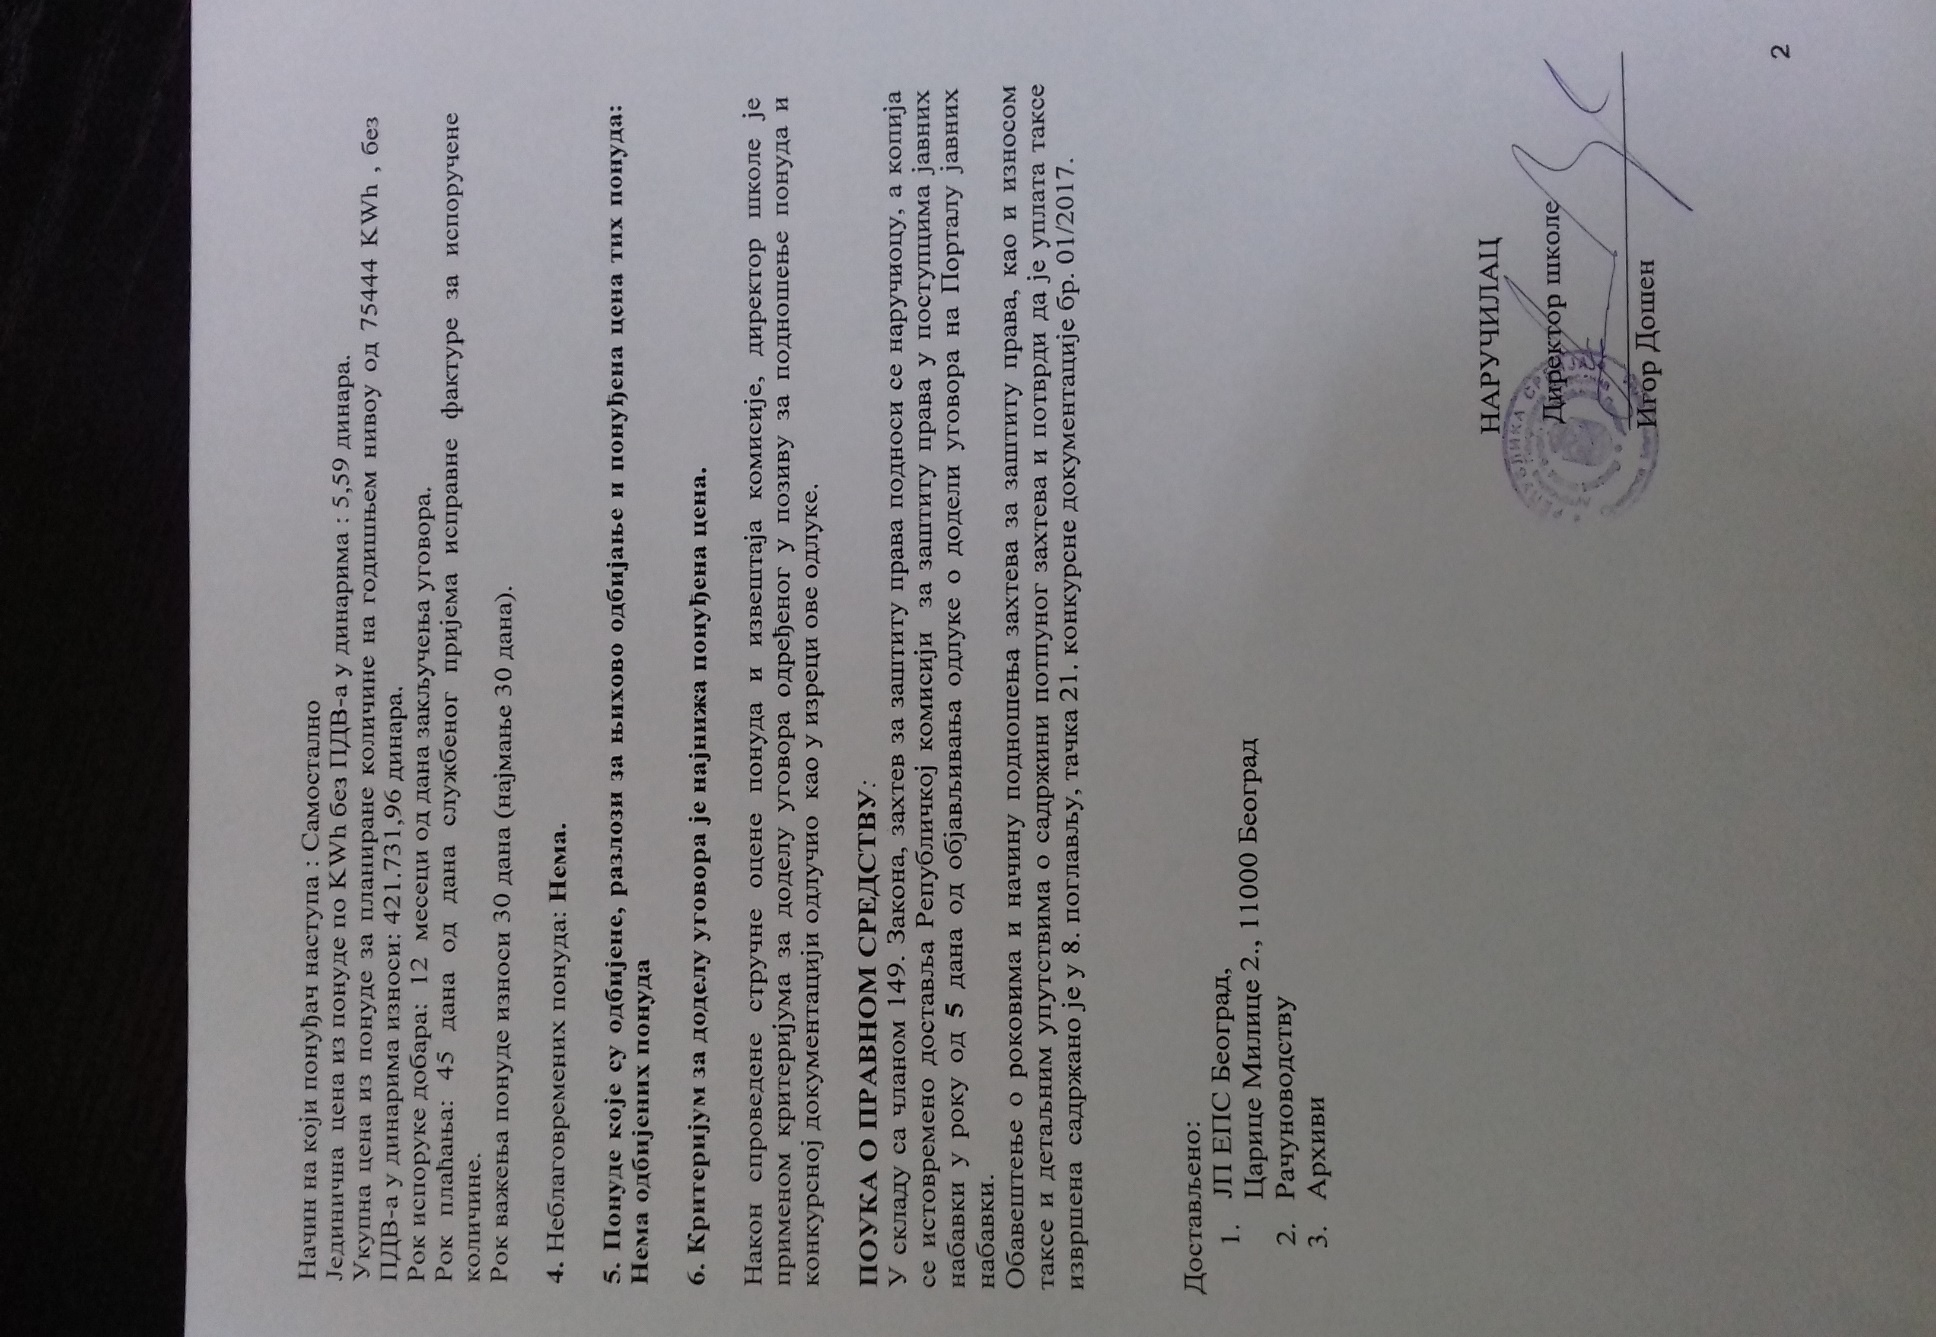 Начин на који понуђач наступа : Самостално
Јединична цена из понуде по KWh без ПДВ-а у динарима : 5,59 динара.
Укупна цена из понуде за планиране количине на годишњем нивоу од 75444 KWh , без
ПДВ-а у динарима износи: 421.731,96 динара.
Рок испоруке добара: 12 месеци од дана закључења уговора.
Рок плаћања: 45 дана од дана службеног пријема исправне фактуре за испоручене
количине.
Рок важења понуде износи 30 дана (најмање 30 дана).
4. Неблаговремених понуда: Нема.
5. Понуде које су одбијене, разлози за њихово одбијање и понуђена цена тих понуда:
Нема одбијених понуда
6. Критеријум за доделу уговора је најнижа понуђена цена.
Након спроведене стручне оцене понуда и извештаја комисије, директор школе је
применом критеријума за доделу уговора одређеног у позиву за подношење понуда и
конкурсној документацији одлучио као у изреци ове одлуке.
ПОУКА О ПРАВНОМ СРЕДСТВУ:
У складу са чланом 149. Закона, захтев за заштиту права подноси се наручиоцу, а копија
се истовремено доставља Републичкој комисији за заштиту права у поступцима јавних
набавки у року од 5 дана од објављивања одлуке о додели уговора на Порталу јавних
набавки.
Обавештење о роковима и начину подношења захтева за заштиту права, као и износом
таксе и детаљним упутствима о садржини потпуног захтева и потврди да је уплата таксе
извршена садржано је у 8. поглављу, тачка 21. конкурсне документације бр. 01/2017.
Достављено:
1. ЈП ЕПС Београд,
Царице Милице 2., 11000 Београд
2. Рачуноводству
3. Архиви
НАРУЧИЛАЦ
Директор школе
Игор Дошен
РЕПУБЛИКА
2